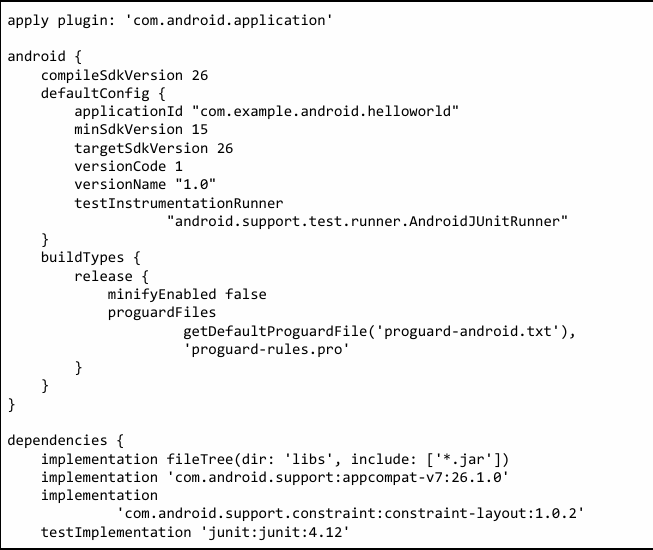 apply plugin: 'com.android.application'

android {
    compileSdkVersion 26
    defaultConfig {
        applicationId "com.example.android.helloworld"
        minSdkVersion 15
        targetSdkVersion 26
        versionCode 1
        versionName "1.0"
        testInstrumentationRunner
                   "android.support.test.runner.AndroidJUnitRunner"
    }
    buildTypes {
        release {
            minifyEnabled false
            proguardFiles
                     getDefaultProguardFile('proguard-android.txt'),
                     'proguard-rules.pro'
        }
    }
}

dependencies {
    implementation fileTree(dir: 'libs', include: ['*.jar'])
    implementation 'com.android.support:appcompat-v7:26.1.0'
    implementation
             'com.android.support.constraint:constraint-layout:1.0.2'
    testImplementation 'junit:junit:4.12'